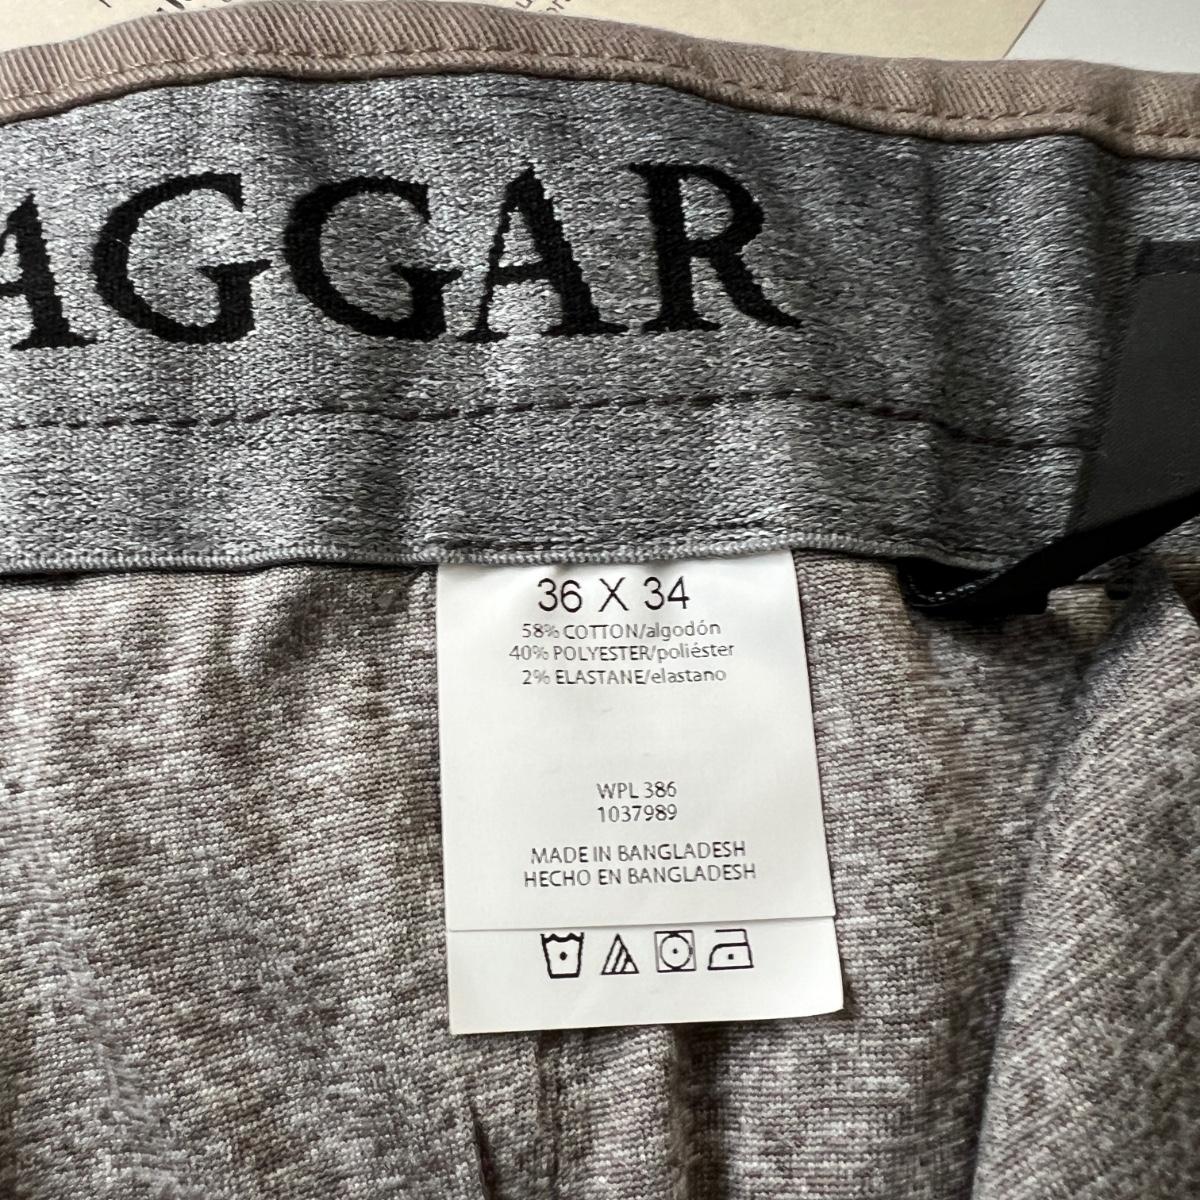 AGGAR
36 X 34
58% COTTON/algodón
40% POLYESTER/poliéster
2% ELASTANE/elastano
WPL 386
1037989
MADE IN BANGLADESH
HECHO EN BANGLADESH